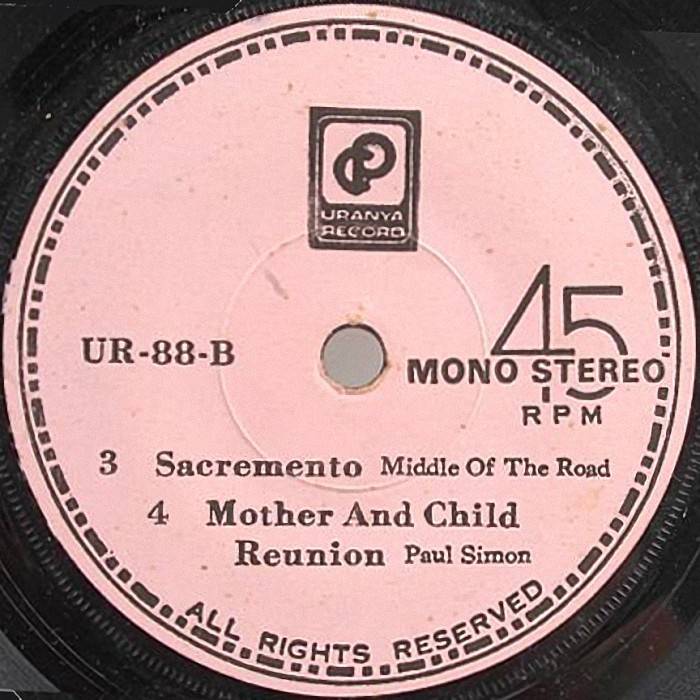 URANYA
RECORD
45
UR-88-B
MONO STEREO
RPM
3 Sacremento Middle Of The Road
4 Mother And Child
Reunion Paul Simon
ALL RIGHTS RESERVED